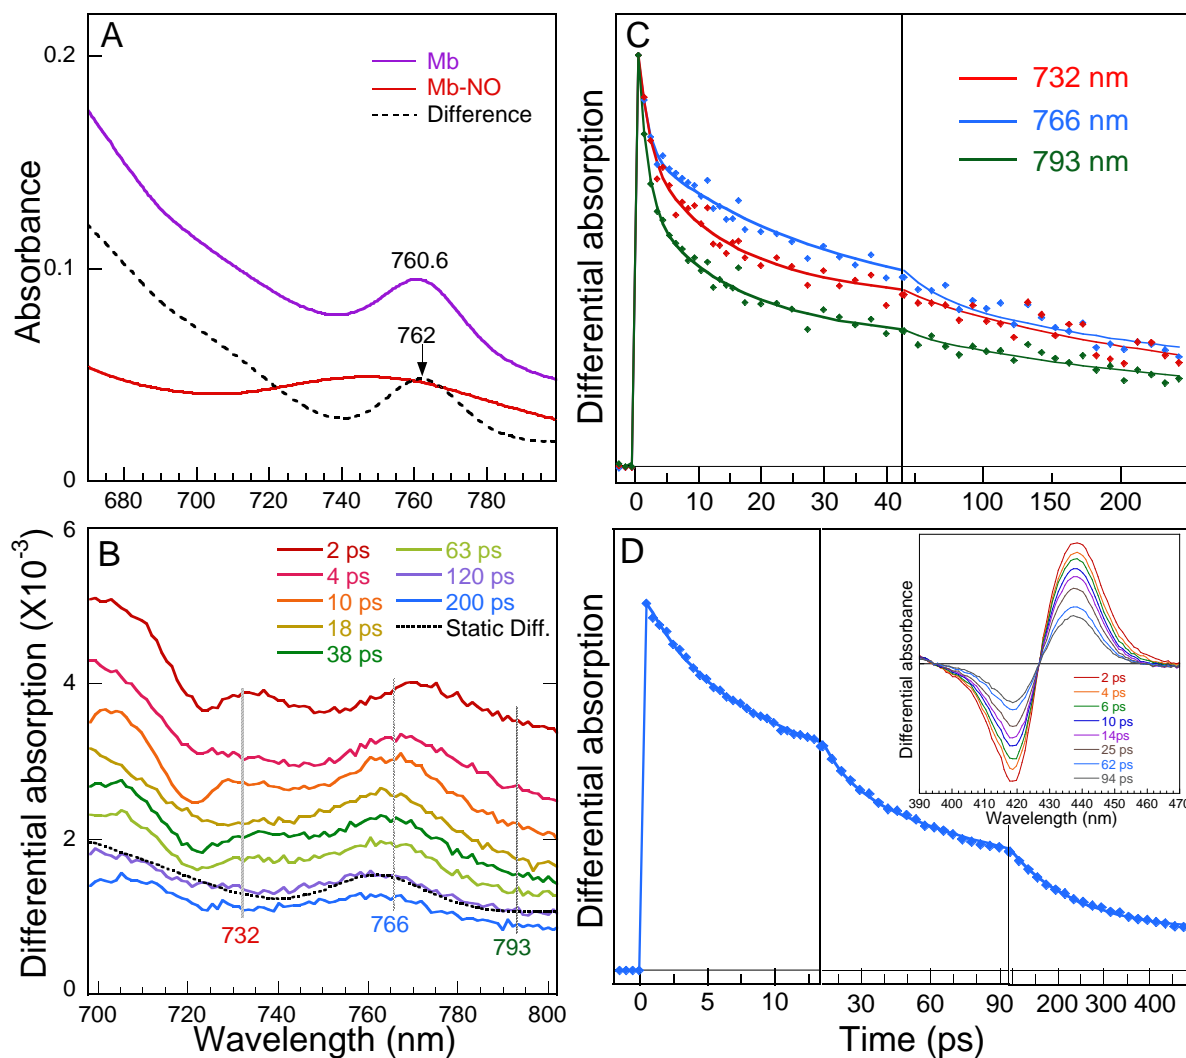 A
Mb
Mb-NO
Difference
0.2
0.1
0
Absorbance
760.6
762
680 700 720 740 760 780
C
732 nm
766 nm
793 nm
Differential absorption
0 10 20 30 40 100 150 200
B
2 ps
4 ps
10 ps
18 ps
38 ps
63 ps
120 ps
200 ps
Static Diff.
6
4
2
0
Differential absorption (X10-3)
732
766
793
700 720 740 760 780 800
Wavelength (nm)
D
Differential absorption
0 5 10 30 60 90 200 300 400
Time (ps)
Differential absorbance
2 ps
4 ps
6 ps
10 ps
14ps
25 ps
62 ps
94 ps
390 400 410 420 430 440 450 460 470
Wavelength (nm)